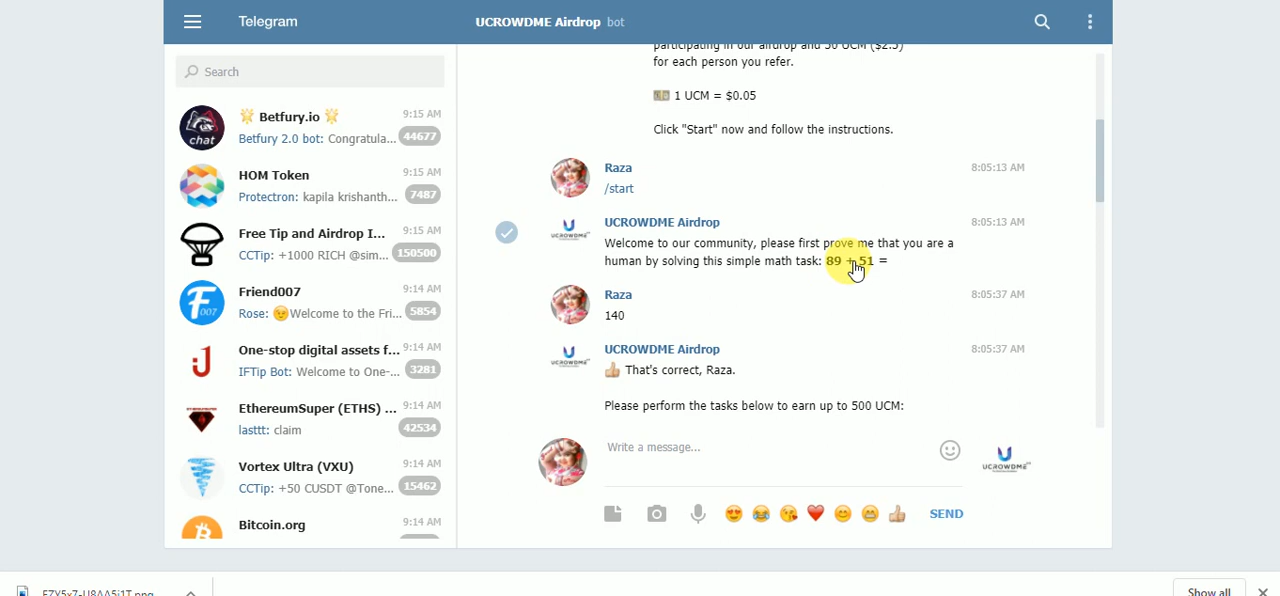 Telegram
UCROWDME Airdrop bot
Search
Betfury.io 9:15 AM
Betfury 2.0 bot: Congratula... 44677
chat
HOM Token 9:15 AM
Protectron: kapila krishanth... 7487
Free Tip and Airdrop I... 9:15 AM
CCTip: +1000 RICH @sim... 150500
Friend007 9:14 AM
Rose: 😊Welcome to the Fri... 5854
One-stop digital assets f... 9:14 AM
IFTip Bot: Welcome to One-... 3281
EthereumSuper (ETHS) ... 9:14 AM
lasttt: claim 42534
Vortex Ultra (VXU) 9:14 AM
CCTip: +50 CUSDT @Tone... 15462
Bitcoin.org 9:14 AM
participating in our airdrop and 50 UCM ($2.5)
for each person you refer.
💴 1 UCM = $0.05
Click "Start" now and follow the instructions.
Raza 8:05:13 AM
/start
UCROWDME Airdrop 8:05:13 AM
Welcome to our community, please first prove me that you are a
human by solving this simple math task: 89 + 51 =
Raza 8:05:37 AM
140
UCROWDME Airdrop 8:05:37 AM
👍 That's correct, Raza.
Please perform the tasks below to earn up to 500 UCM:
Write a message...
UCROWDME
SEND
Show all